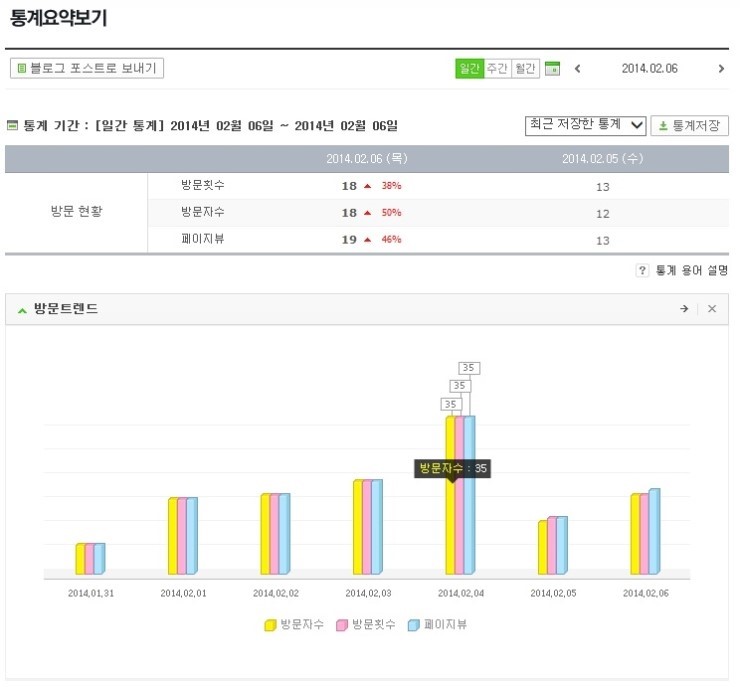 통계요약보기
블로그 포스트로 보내기 일간 주간 월간 2014.02.06
통계 기간 : [일간 통계] 2014년 02월 06일 ~ 2014년 02월 06일 최근 저장한 통계 통계저장
2014.02.06 (목) 2014.02.05 (수)
방문 현황
방문횟수 18 ▲ 38% 13
방문자수 18 ▲ 50% 12
페이지뷰 19 ▲ 46% 13
? 통계 용어 설명
방문트렌드
35
35
35
방문자수 : 35
2014.01.31 2014.02.01 2014.02.02 2014.02.03 2014.02.04 2014.02.05 2014.02.06
방문자수 방문횟수 페이지뷰